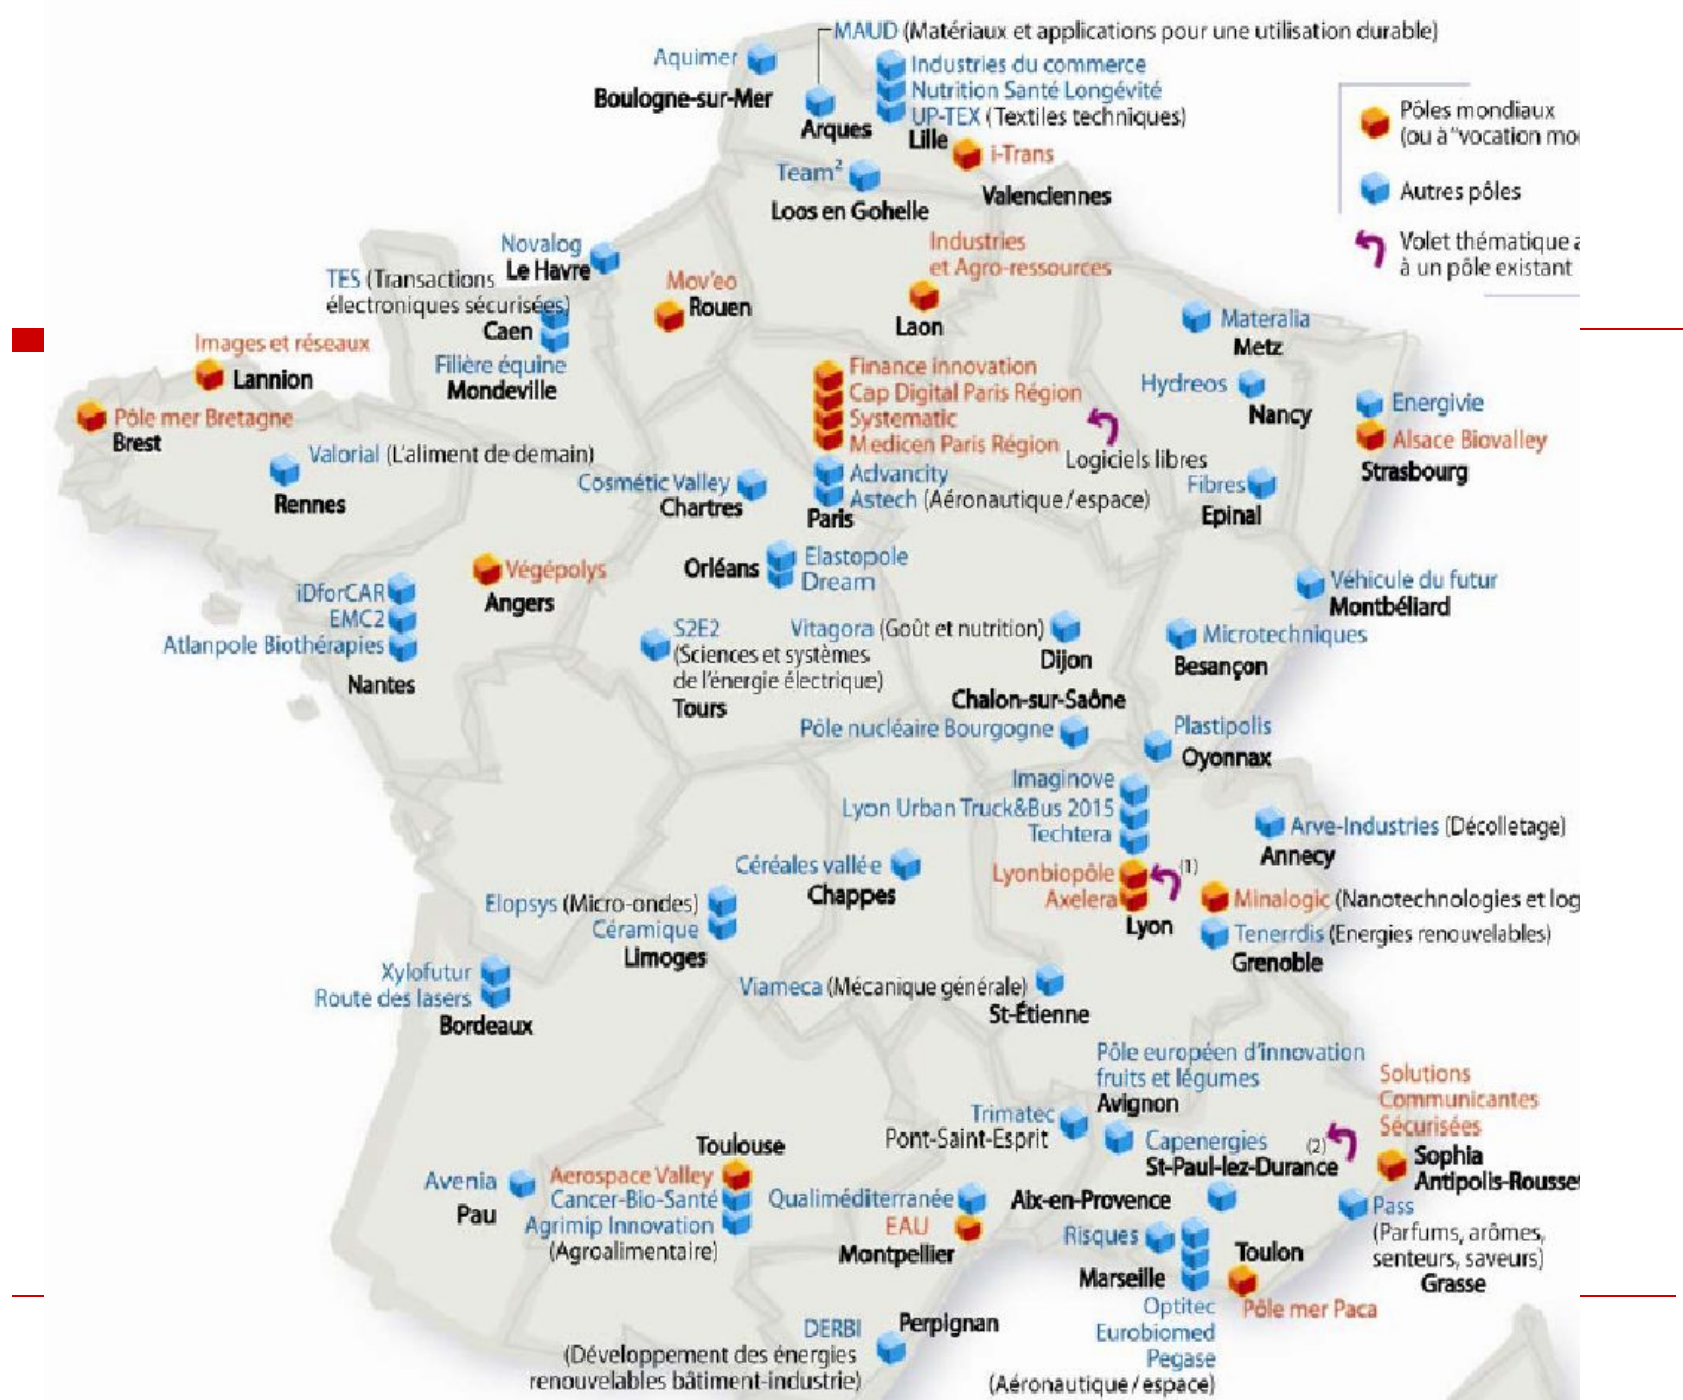 MAUD (Matériaux et applications pour une utilisation durable)
Aquimer
Boulogne-sur-Mer
Arques
Industries du commerce
Nutrition Santé Longévité
UP-TEX (Textiles techniques)
Lille
i-Trans
Valenciennes
Team²
Loos en Gohelle
Pôles mondiaux
(ou à "vocation mo
Autres pôles
Volet thématique a
à un pôle existant
Novalog
Le Havre
TES (Transactions
électroniques sécurisées)
Caen
Filière équine
Mondeville
Mov'eo
Rouen
Industries
et Agro-ressources
Laon
Materalia
Metz
Images et réseaux
Lannion
Pôle mer Bretagne
Brest
Valorial (L'aliment de demain)
Rennes
Finance innovation
Cap Digital Paris Région
Systematic
Medicen Paris Région
Logiciels libres
Advancity
Astech (Aéronautique/espace)
Paris
Cosmétic Valley
Chartres
Hydreos
Nancy
Energivie
Alsace Biovalley
Strasbourg
Fibres
Epinal
Végépolys
Angers
Orléans
Elastopole
Dream
Véhicule du futur
Montbéliard
iDforCAR
EMC2
Atlanpole Biothérapies
Nantes
S2E2
(Sciences et systèmes
de l'énergie électrique)
Tours
Vitagora (Goût et nutrition)
Dijon
Microtechniques
Besançon
Chalon-sur-Saône
Pôle nucléaire Bourgogne
Plastipolis
Oyonnax
Imaginove
Lyon Urban Truck&Bus 2015
Techtera
Lyonbiopôle
(1)
Axelera
Lyon
Arve-Industries (Décolletage)
Annecy
Céréales vallée
Chappes
Minalogic (Nanotechnologies et log
Tenerrdis (Energies renouvelables)
Grenoble
Elopsys (Micro-ondes)
Céramique
Limoges
Xylofutur
Route des lasers
Bordeaux
Viameca (Mécanique générale)
St-Étienne
Pôle européen d'innovation
fruits et légumes
Avignon
Trimatec
Pont-Saint-Esprit
Solutions
Communicantes
Sécurisées
Sophia
Antipolis-Rousset
Capenergies
(2)
St-Paul-lez-Durance
Toulouse
Aerospace Valley
Cancer-Bio-Santé
Agrimip Innovation
(Agroalimentaire)
Avenia
Pau
Qualiméditerranée
EAU
Montpellier
Aix-en-Provence
Risques
Marseille
Toulon
Pôle mer Paca
Pass
(Parfums, arômes,
senteurs, saveurs)
Grasse
Optitec
Eurobiomed
Pegase
(Aéronautique/espace)
DERBI
Perpignan
(Développement des énergies
renouvelables bâtiment-industrie)